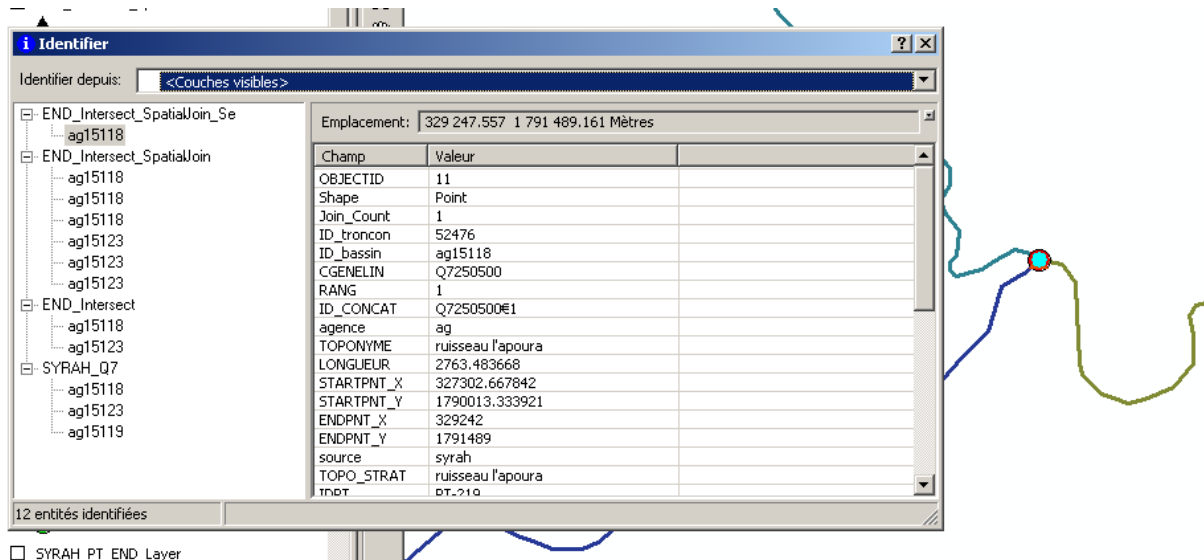 Identifier
Identifier depuis: <Couches visibles>
END_Intersect_SpatialJoin_Se
ag15118
END_Intersect_SpatialJoin
ag15118
ag15118
ag15118
ag15123
ag15123
ag15123
END_Intersect
ag15118
ag15123
SYRAH_Q7
ag15118
ag15123
ag15119
Emplacement: 329 247.557 1 791 489.161 Mètres
Champ Valeur
OBJECTID 11
Shape Point
Join_Count 1
ID_troncon 52476
ID_bassin ag15118
CGENELIN Q7250500
RANG 1
ID_CONCAT Q7250500€1
agence ag
TOPONYME ruisseau l'apoura
LONGUEUR 2763.483668
STARTPNT_X 327302.667842
STARTPNT_Y 1790013.333921
ENDPNT_X 329242
ENDPNT_Y 1791489
source syrah
TOPO_STRAT ruisseau l'apoura
IDPT PT-219
12 entités identifiées
SYRAH_PT_END_Layer